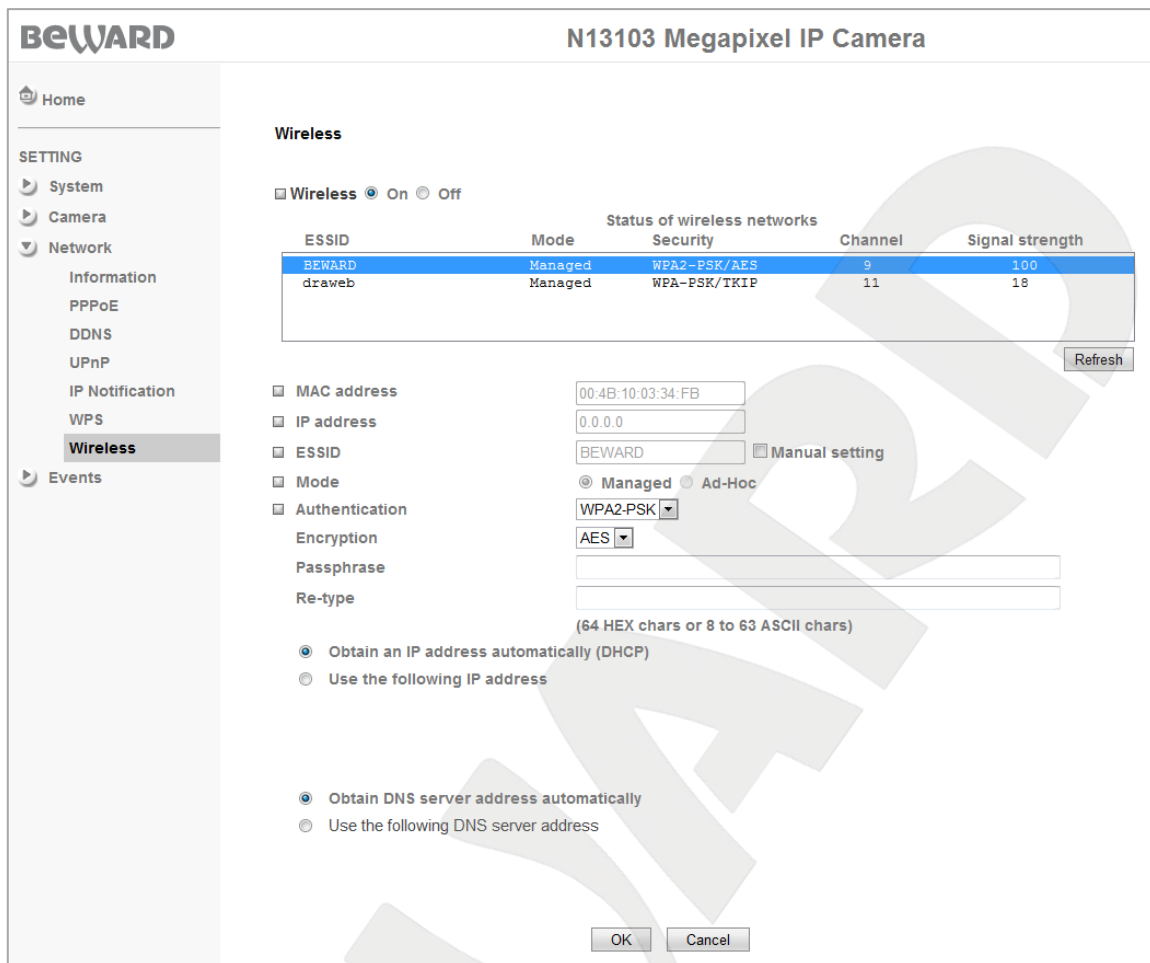 BEWARD
N13103 Megapixel IP Camera
Home
SETTING
System
Camera
Network
Information
PPPoE
DDNS
UPnP
IP Notification
WPS
Wireless
Events
Wireless
Wireless On Off
Status of wireless networks
ESSID Mode Security Channel Signal strength
BEWARD Managed WPA2-PSK/AES 9 100
draweb Managed WPA-PSK/TKIP 11 18
Refresh
MAC address 00:4B:10:03:34:FB
IP address 0.0.0.0
ESSID BEWARD Manual setting
Mode Managed Ad-Hoc
Authentication WPA2-PSK
Encryption AES
Passphrase
Re-type
(64 HEX chars or 8 to 63 ASCII chars)
Obtain an IP address automatically (DHCP)
Use the following IP address
Obtain DNS server address automatically
Use the following DNS server address
OK Cancel